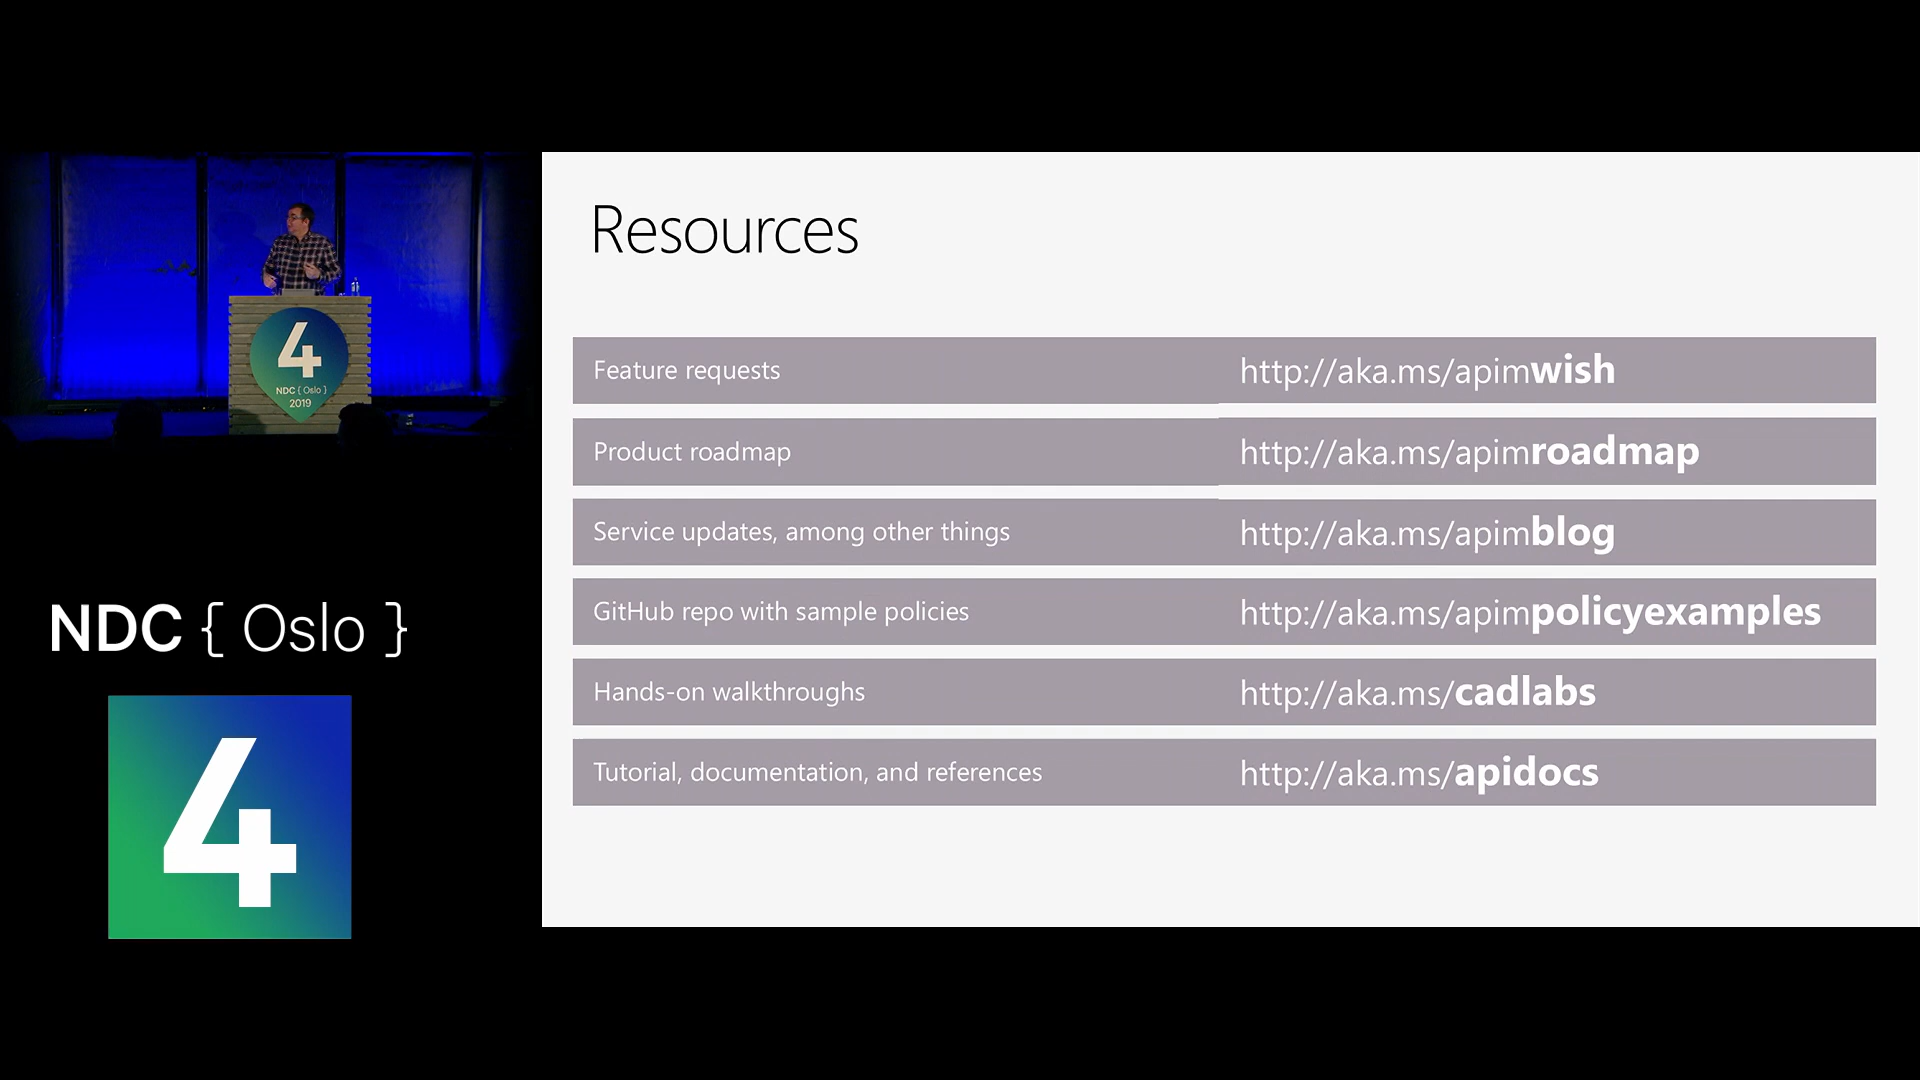 4
NDC { Oslo }
2019
NDC { Oslo }
4
Resources
Feature requests http://aka.ms/apimwish
Product roadmap http://aka.ms/apimroadmap
Service updates, among other things http://aka.ms/apimblog
GitHub repo with sample policies http://aka.ms/apimpolicyexamples
Hands-on walkthroughs http://aka.ms/cadlabs
Tutorial, documentation, and references http://aka.ms/apidocs